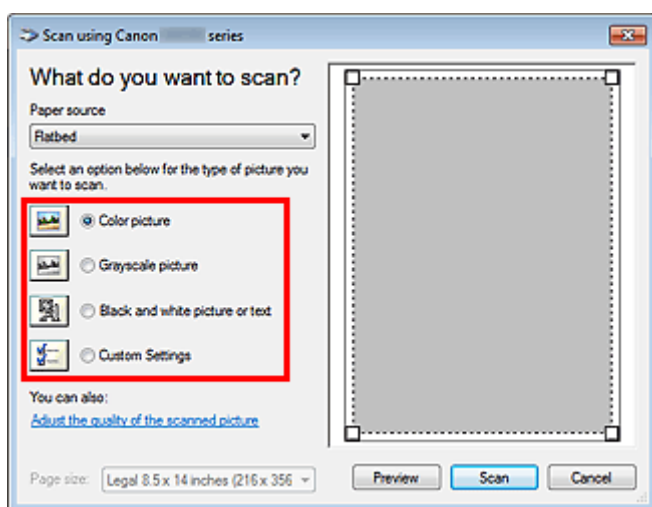 Scan using Canon series
What do you want to scan?
Paper source
Flatbed
Select an option below for the type of picture you
want to scan.
Color picture
Grayscale picture
Black and white picture or text
Custom Settings
You can also:
Adjust the quality of the scanned picture
Page size: Legal 8.5 x 14 inches (216 x 356
Preview Scan Cancel